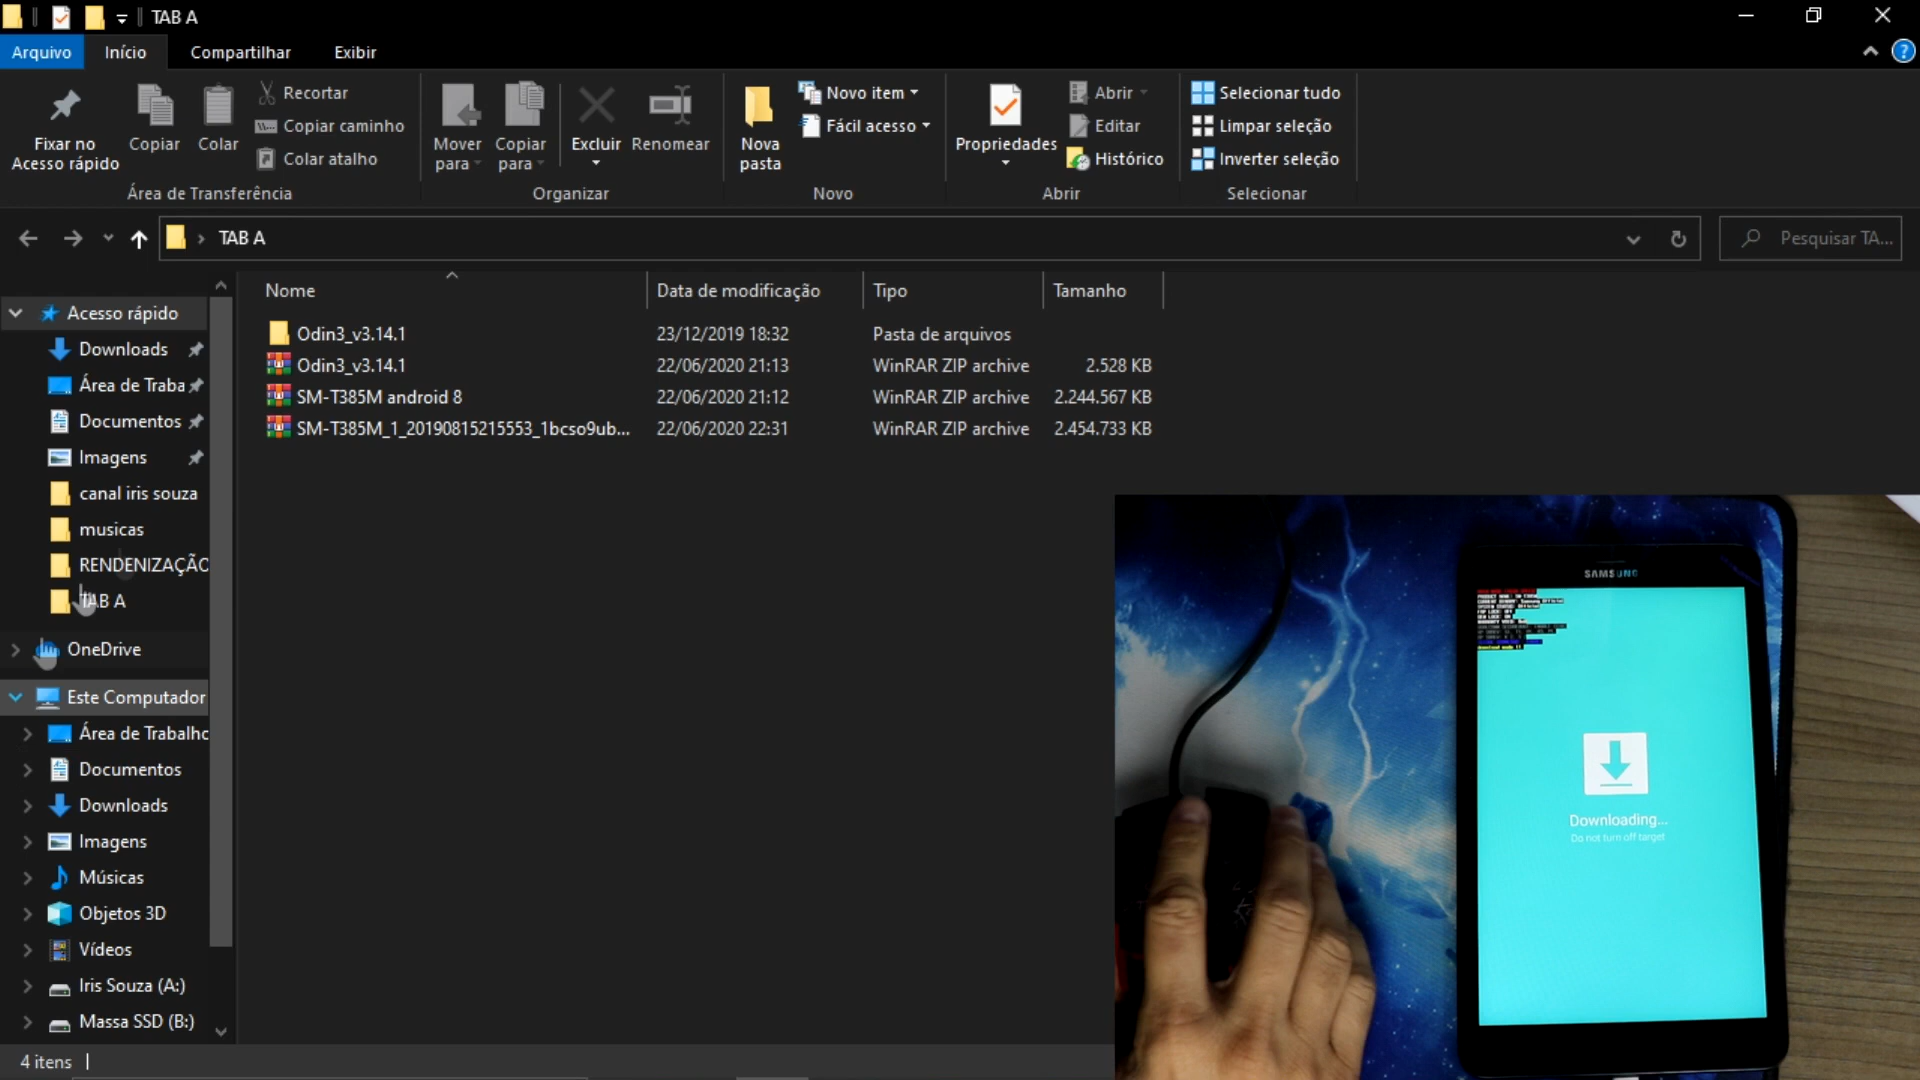 TAB A
Arquivo Início Compartilhar Exibir
Fixar no Acesso rápido
Copiar
Colar
Recortar
Copiar caminho
Colar atalho
Área de Transferência
Mover para
Copiar para
Excluir
Renomear
Organizar
Nova pasta
Novo item
Fácil acesso
Novo
Propriedades
Abrir
Editar
Histórico
Abrir
Selecionar tudo
Limpar seleção
Inverter seleção
Selecionar
TAB A
Pesquisar TA...
Acesso rápido
Downloads
Área de Traba
Documentos
Imagens
canal iris souza
musicas
RENDENIZAÇÃO
TAB A
OneDrive
Este Computador
Área de Trabalho
Documentos
Downloads
Imagens
Músicas
Objetos 3D
Vídeos
Iris Souza (A:)
Massa SSD (B:)
Nome Data de modificação Tipo Tamanho
Odin3_v3.14.1 23/12/2019 18:32 Pasta de arquivos
Odin3_v3.14.1 22/06/2020 21:13 WinRAR ZIP archive 2.528 KB
SM-T385M android 8 22/06/2020 21:12 WinRAR ZIP archive 2.244.567 KB
SM-T385M_1_20190815215553_1bcso9ub... 22/06/2020 22:31 WinRAR ZIP archive 2.454.733 KB
SAMSUNG
Downloading...
Do not turn off target
4 itens